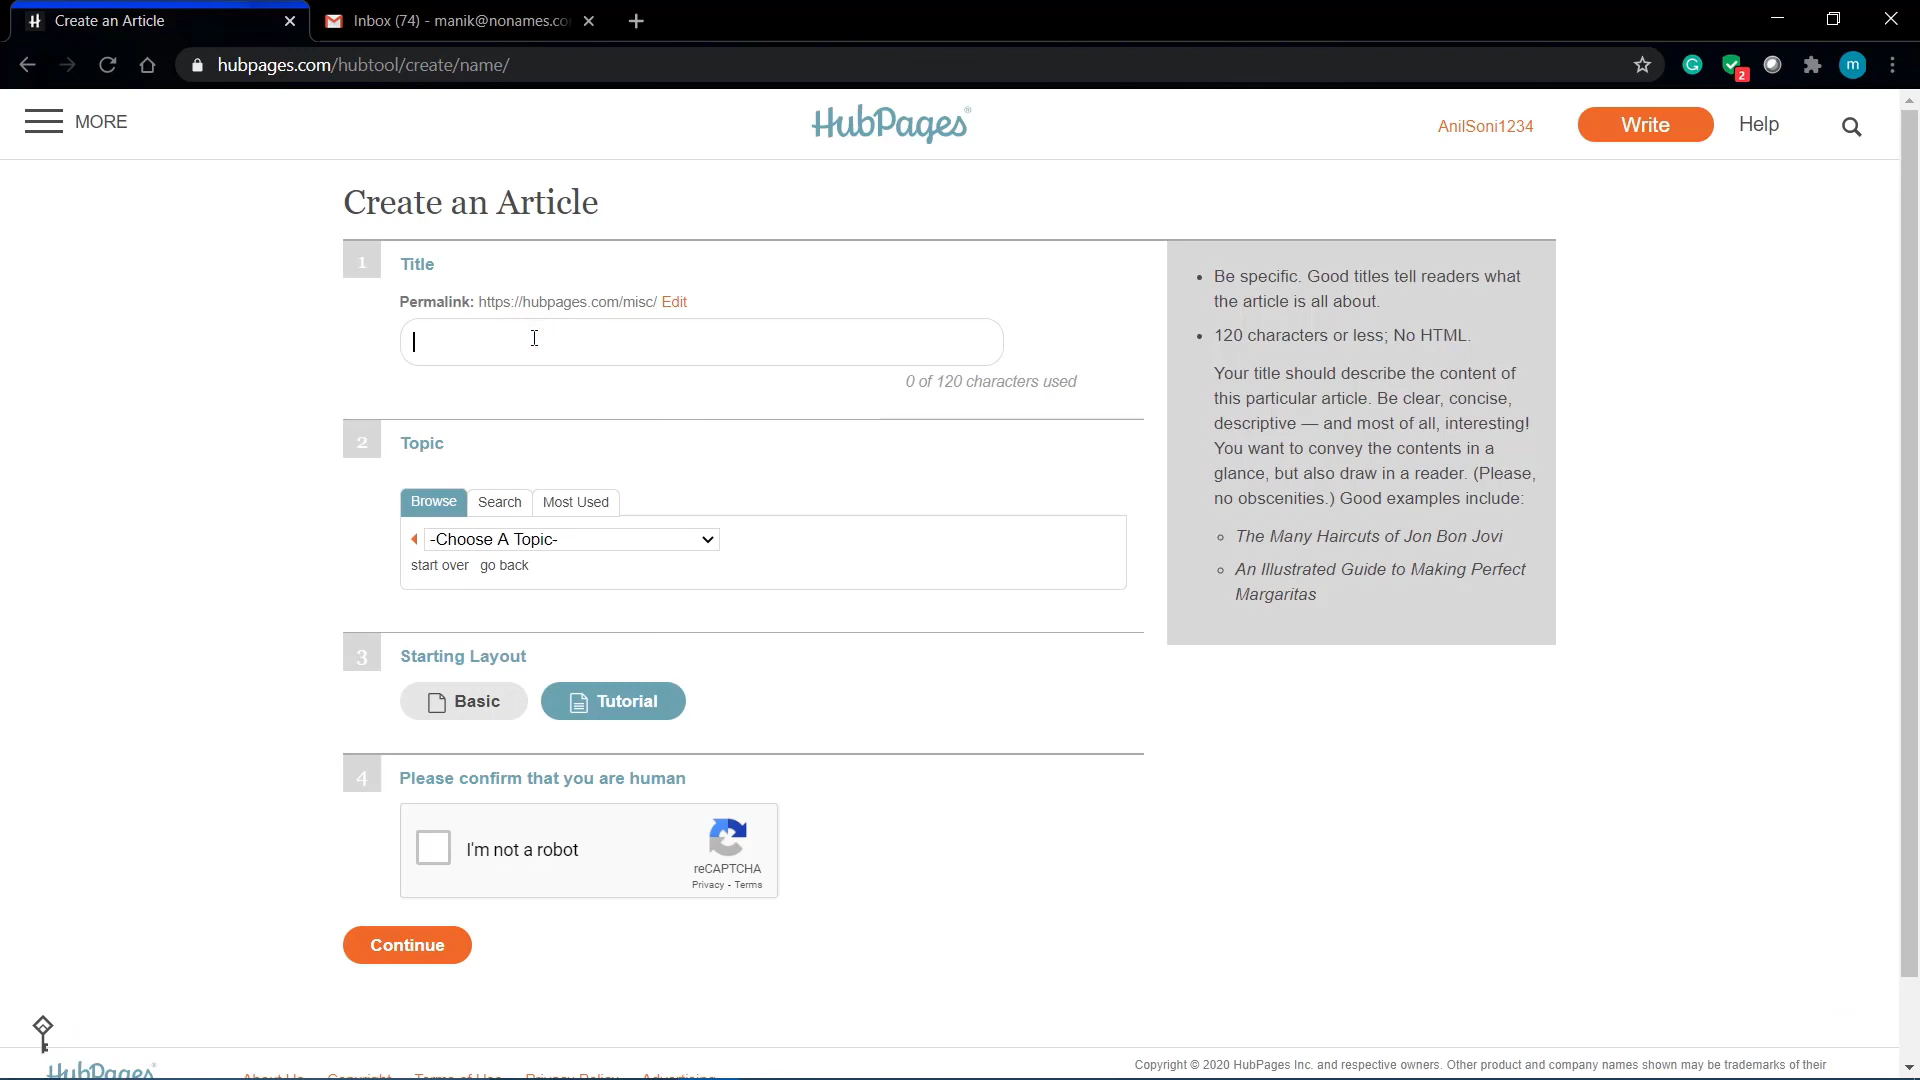 Create an Article
Inbox (74) - manik@nonames.co
hubpages.com/hubtool/create/name/
2
m
MORE
HubPages®
AnilSoni1234
Write
Help
Create an Article
1
Title
Permalink: https://hubpages.com/misc/ Edit
0 of 120 characters used
Be specific. Good titles tell readers what
the article is all about.
120 characters or less; No HTML.
Your title should describe the content of
this particular article. Be clear, concise,
descriptive — and most of all, interesting!
You want to convey the contents in a
glance, but also draw in a reader. (Please,
no obscenities.) Good examples include:
The Many Haircuts of Jon Bon Jovi
An Illustrated Guide to Making Perfect
Margaritas
2
Topic
Browse
Search
Most Used
-Choose A Topic-
start over
go back
3
Starting Layout
Basic
Tutorial
4
Please confirm that you are human
I'm not a robot
reCAPTCHA
Privacy - Terms
Continue
HubPages
About Us
Copyright
Terms of Use
Privacy Policy
Advertising
Copyright © 2020 HubPages Inc. and respective owners. Other product and company names shown may be trademarks of their